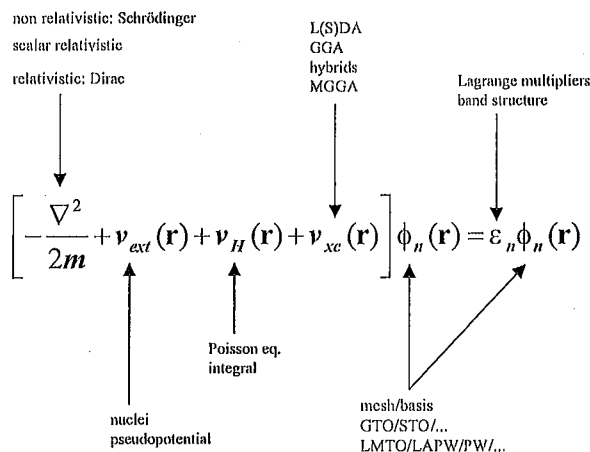 non relativistic: Schrödinger
scalar relativistic
relativistic: Dirac
L(S)DA
GGA
hybrids
MGGA
Lagrange multipliers
band structure
[-∇²/2m + v_ext(r) + v_H(r) + v_xc(r)] ϕ_n(r) = ε_n ϕ_n(r)
Poisson eq.
integral
nuclei
pseudopotential
mesh/basis
GTO/STO/...
LMTO/LAPW/PW/...